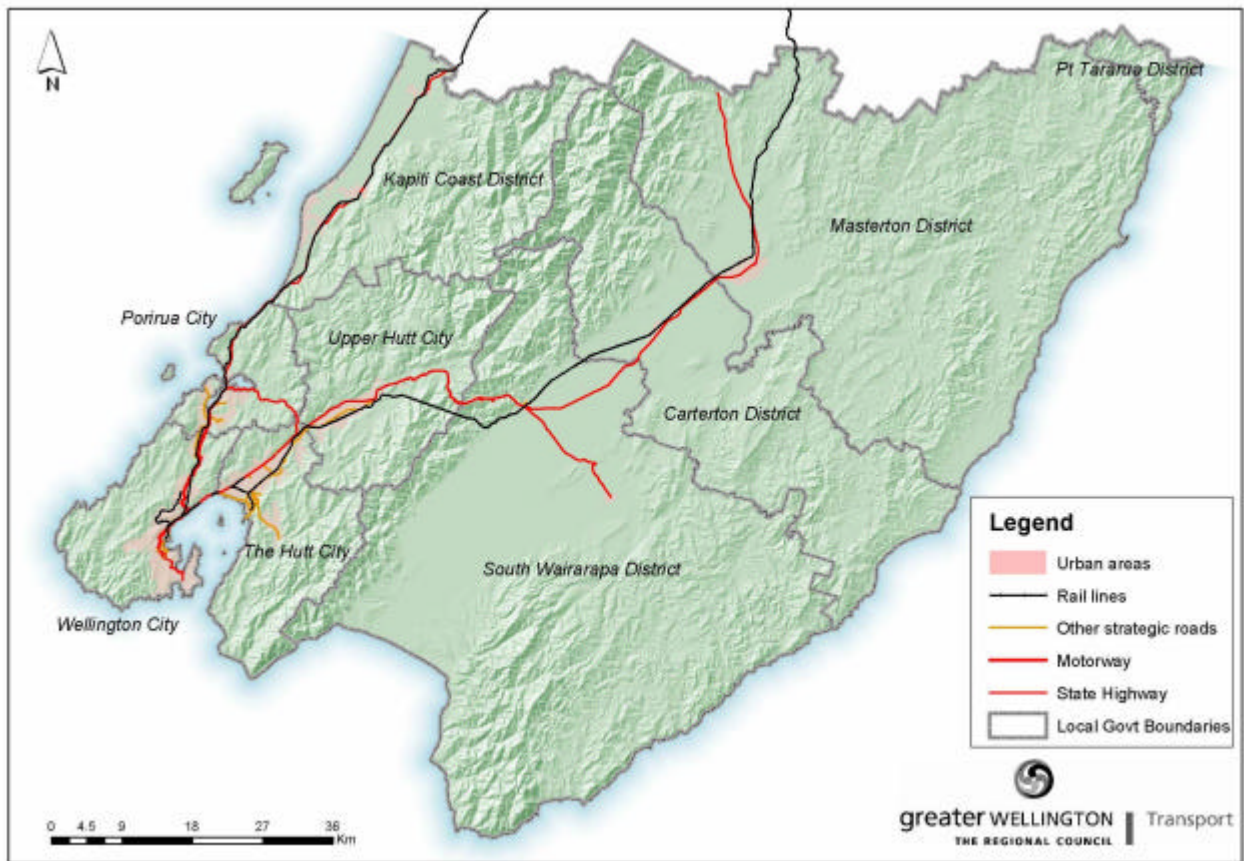 N
Pt Tararua District
Kapiti Coast District
Masterton District
Porirua City
Upper Hutt City
Carterton District
The Hutt City
South Wairarapa District
Wellington City
Legend
Urban areas
Rail lines
Other strategic roads
Motorway
State Highway
Local Govt Boundaries
0 4.5 9 18 27 36
Km
greater WELLINGTON
THE REGIONAL COUNCIL
Transport